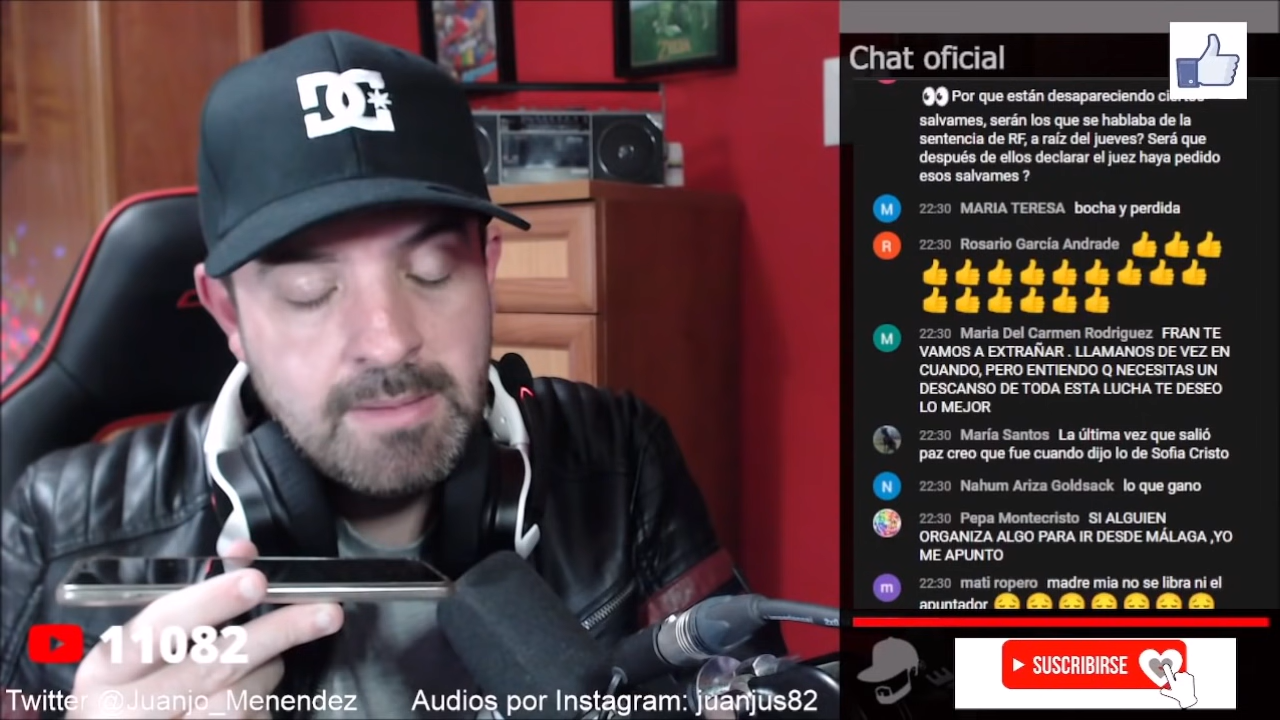 Chat oficial
👀 Por que están desapareciendo
salvames, serán los que se hablaba de la
sentencia de RF, a raíz del jueves? Será que
después de ellos declarar el juez haya pedido
esos salvames ?
M 22:30 MARIA TERESA bocha y perdida
R 22:30 Rosario García Andrade 👍👍👍
👍👍👍👍👍👍👍👍👍
👍👍👍👍👍👍
M 22:30 Maria Del Carmen Rodriguez FRAN TE
VAMOS A EXTRAÑAR . LLAMANOS DE VEZ EN
CUANDO, PERO ENTIENDO Q NECESITAS UN
DESCANSO DE TODA ESTA LUCHA TE DESEO
LO MEJOR
22:30 María Santos La última vez que salió
paz creo que fue cuando dijo lo de Sofia Cristo
N 22:30 Nahum Ariza Goldsack lo que gano
22:30 Pepa Montecristo SI ALGUIEN
ORGANIZA ALGO PARA IR DESDE MÁLAGA ,YO
ME APUNTO
m 22:30 mati ropero madre mia no se libra ni el
apuntador 😔😔😔😔😔😔😔
SUSCRIBIRSE
DC
ZELDA
11082
Twitter @Juanjo_Menendez Audios por Instagram: juanjus82